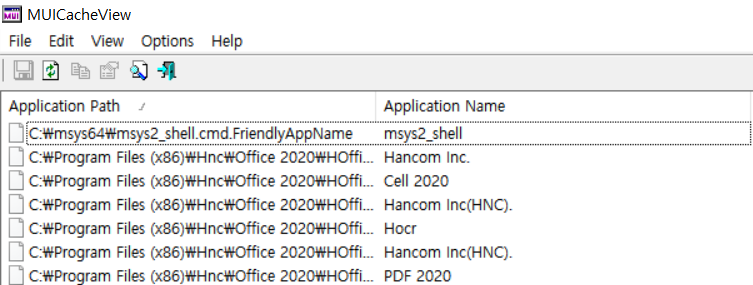 MUI MUICacheView
File Edit View Options Help
Application Path Application Name
C:₩msys64₩msys2_shell.cmd.FriendlyAppName msys2_shell
C:₩Program Files (x86)₩Hnc₩Office 2020₩HOffi... Hancom Inc.
C:₩Program Files (x86)₩Hnc₩Office 2020₩HOffi... Cell 2020
C:₩Program Files (x86)₩Hnc₩Office 2020₩HOffi... Hancom Inc(HNC).
C:₩Program Files (x86)₩Hnc₩Office 2020₩HOffi... Hocr
C:₩Program Files (x86)₩Hnc₩Office 2020₩HOffi... Hancom Inc(HNC).
C:₩Program Files (x86)₩Hnc₩Office 2020₩HOffi... PDF 2020